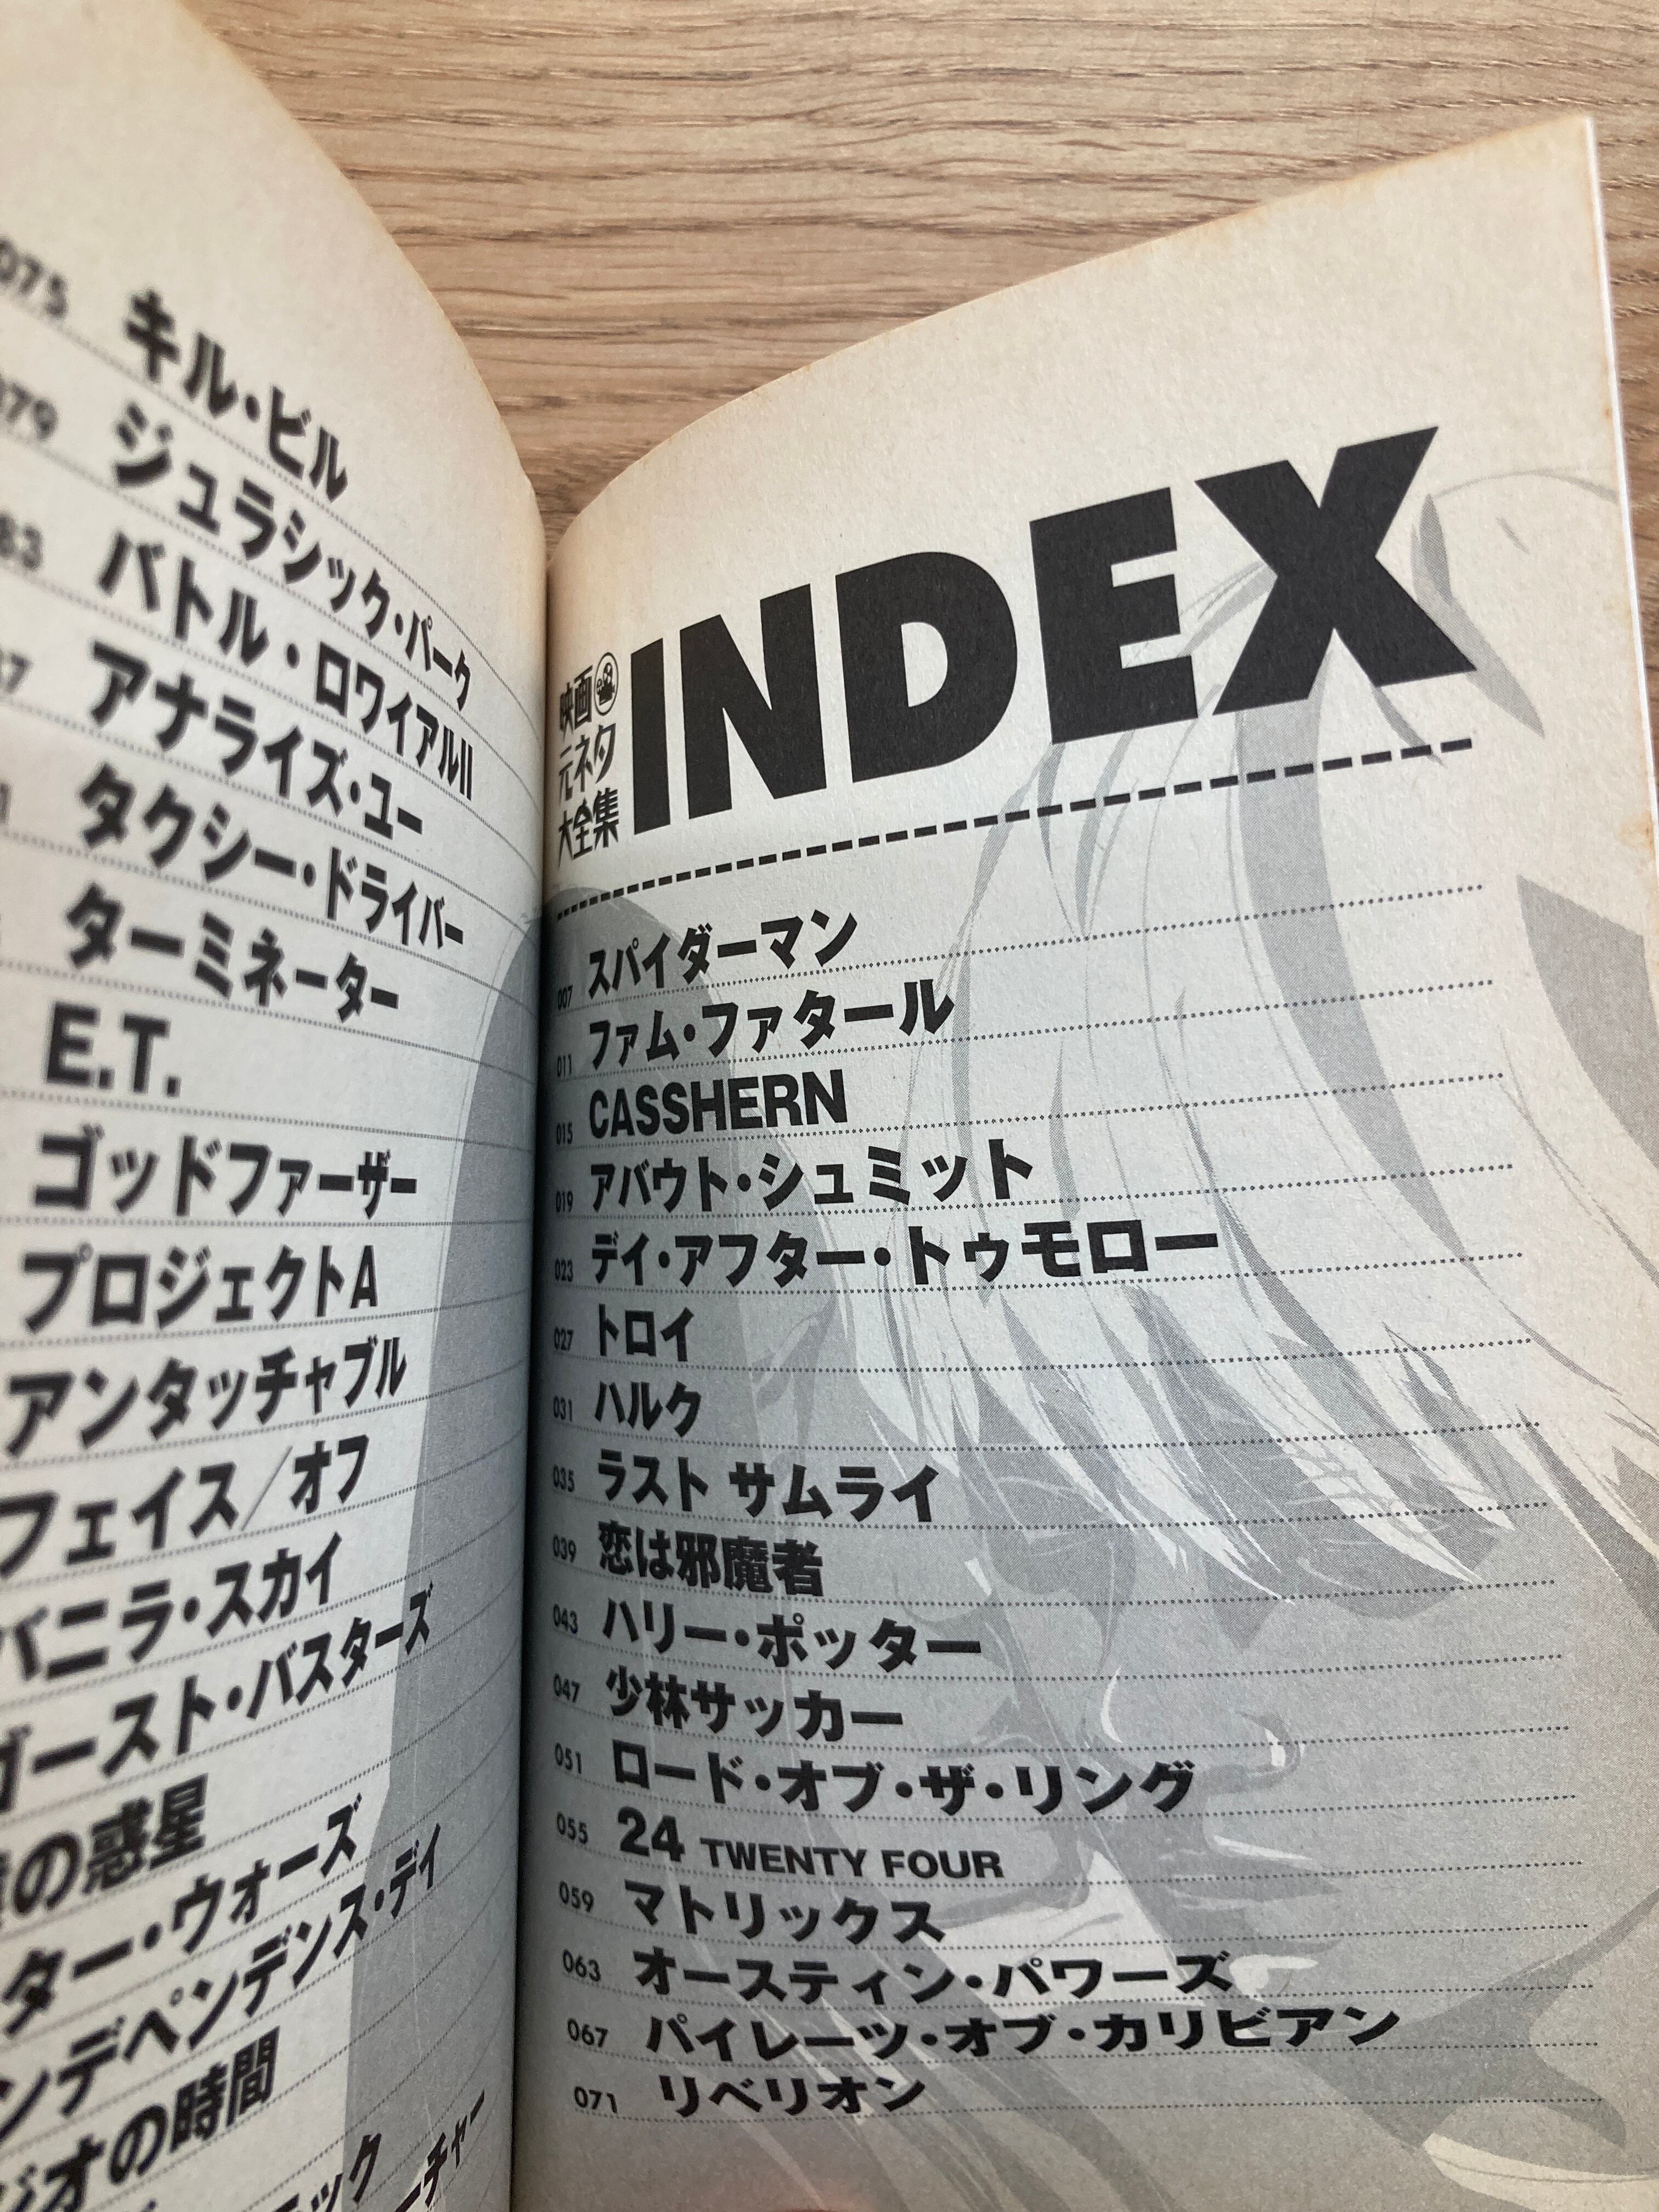 映画
元ネタ
大全集
INDEX
007 スパイダーマン
011 ファム・ファタール
015 CASSHERN
019 アバウト・シュミット
023 デイ・アフター・トゥモロー
027 トロイ
031 ハルク
035 ラスト サムライ
039 恋は邪魔者
043 ハリー・ポッター
047 少林サッカー
051 ロード・オブ・ザ・リング
055 24 TWENTY FOUR
059 マトリックス
063 オースティン・パワーズ
067 パイレーツ・オブ・カリビアン
071 リベリオン
075 キル・ビル
079 ジュラシック・パーク
83 バトル・ロワイアルII
7 アナライズ・ユー
1 タクシー・ドライバー
ターミネーター
E.T.
ゴッドファーザー
プロジェクトA
アンタッチャブル
フェイス/オフ
バニラ・スカイ
ゴースト・バスターズ
の惑星
ター・ウォーズ
ンデペンデンス・デイ
ジオの時間
ック
ーチャー